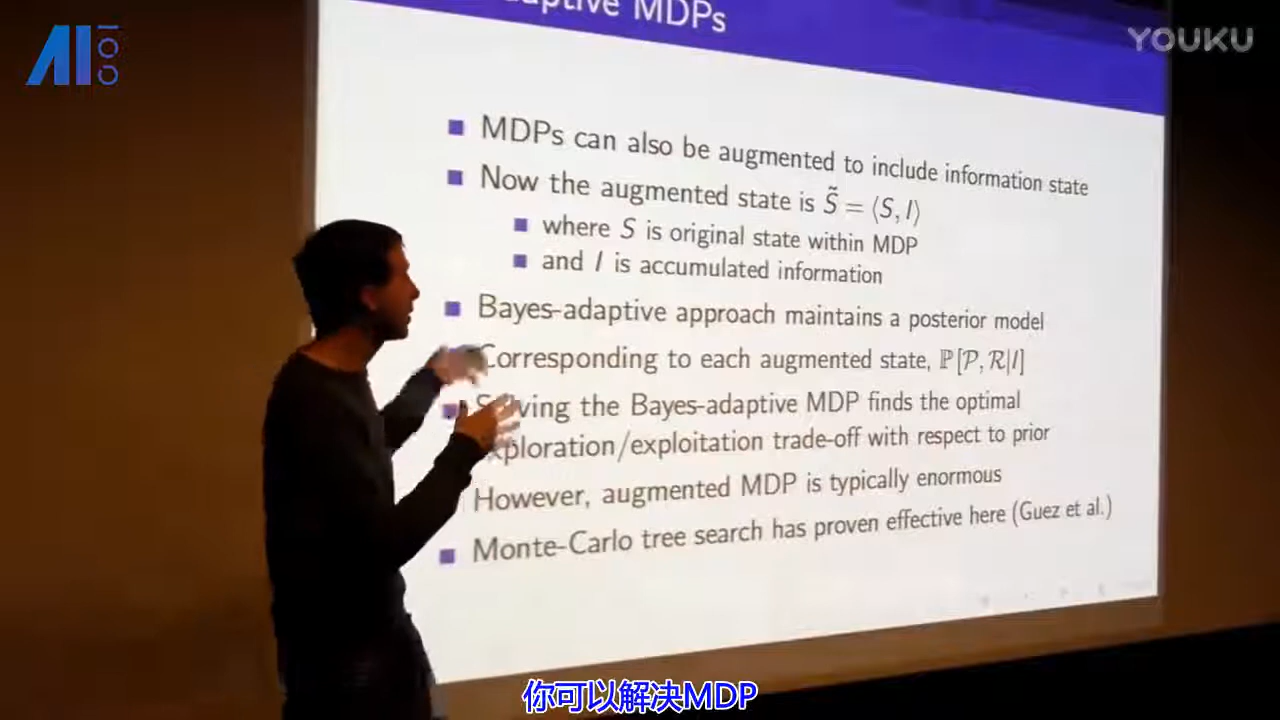 AI
100
YOUKU
MDPs
MDPs can also be augmented to include information state
Now the augmented state is S̃ = ⟨S, I⟩
where S is original state within MDP
and I is accumulated information
Bayes-adaptive approach maintains a posterior model
Corresponding to each augmented state, ℙ[𝒫, ℛ|I]
Solving the Bayes-adaptive MDP finds the optimal
exploration/exploitation trade-off with respect to prior
However, augmented MDP is typically enormous
Monte-Carlo tree search has proven effective here (Guez et al.)
你可以解决MDP